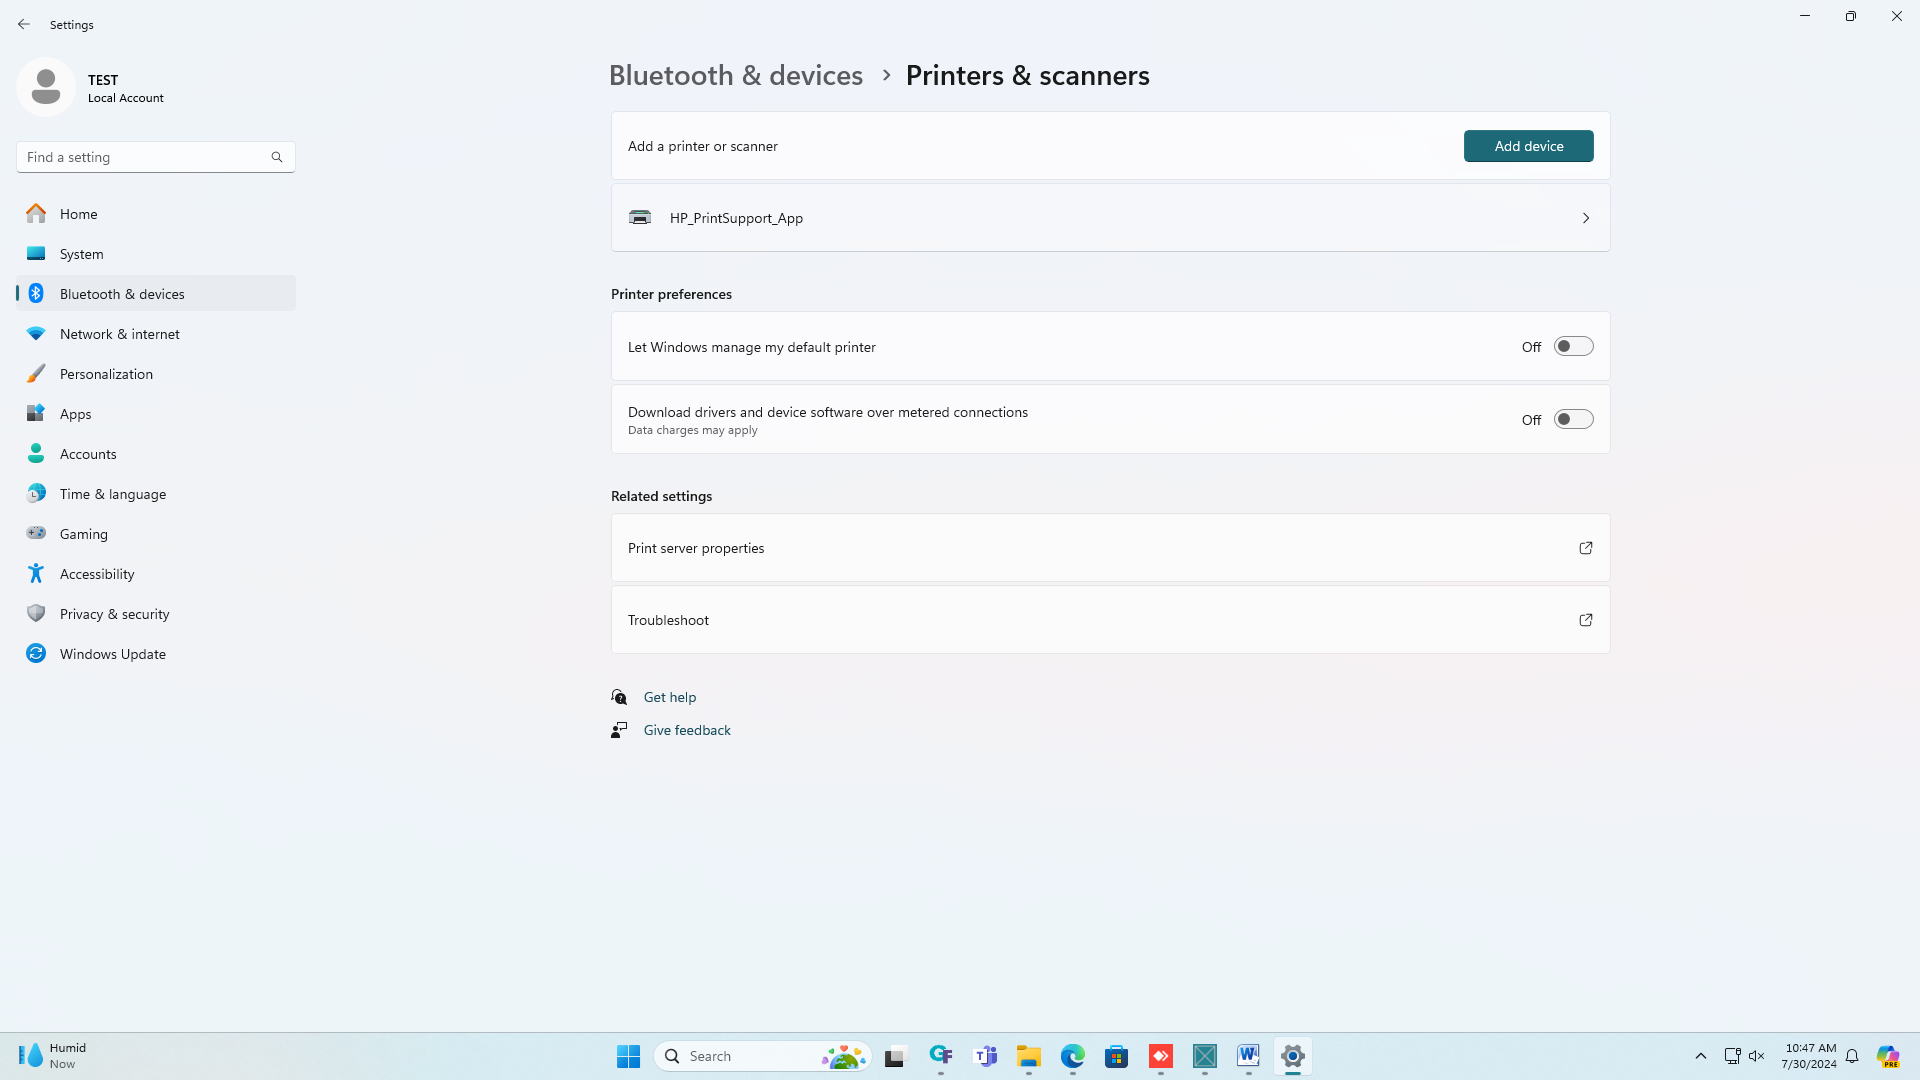 Settings
TEST
Local Account
Find a setting
Home
System
Bluetooth & devices
Network & internet
Personalization
Apps
Accounts
Time & language
Gaming
Accessibility
Privacy & security
Windows Update
Bluetooth & devices › Printers & scanners
Add a printer or scanner
Add device
HP_PrintSupport_App
Printer preferences
Let Windows manage my default printer
Off
Download drivers and device software over metered connections
Data charges may apply
Off
Related settings
Print server properties
Troubleshoot
Get help
Give feedback
Humid
Now
Search
10:47 AM
7/30/2024
PRE